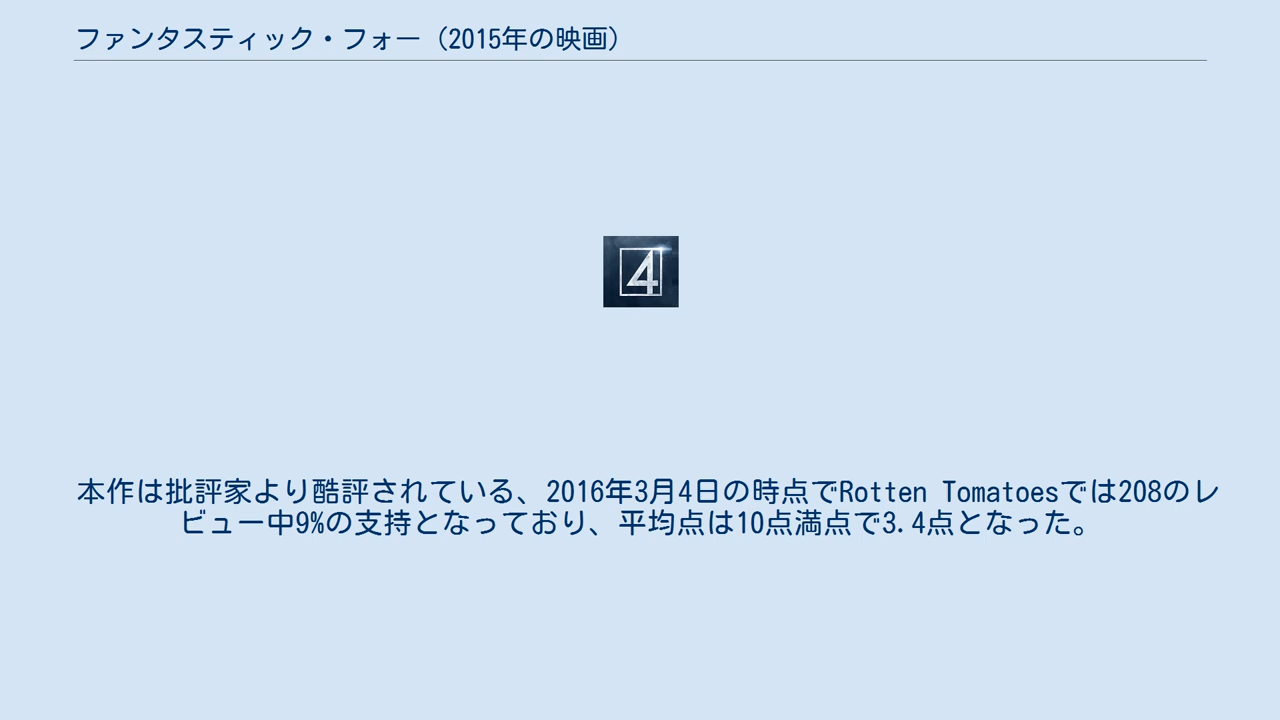 ファンタスティック・フォー（2015年の映画）
4
本作は批評家より酷評されている、2016年3月4日の時点でRotten Tomatoesでは208のレ
ビュー中9%の支持となっており、平均点は10点満点で3.4点となった。